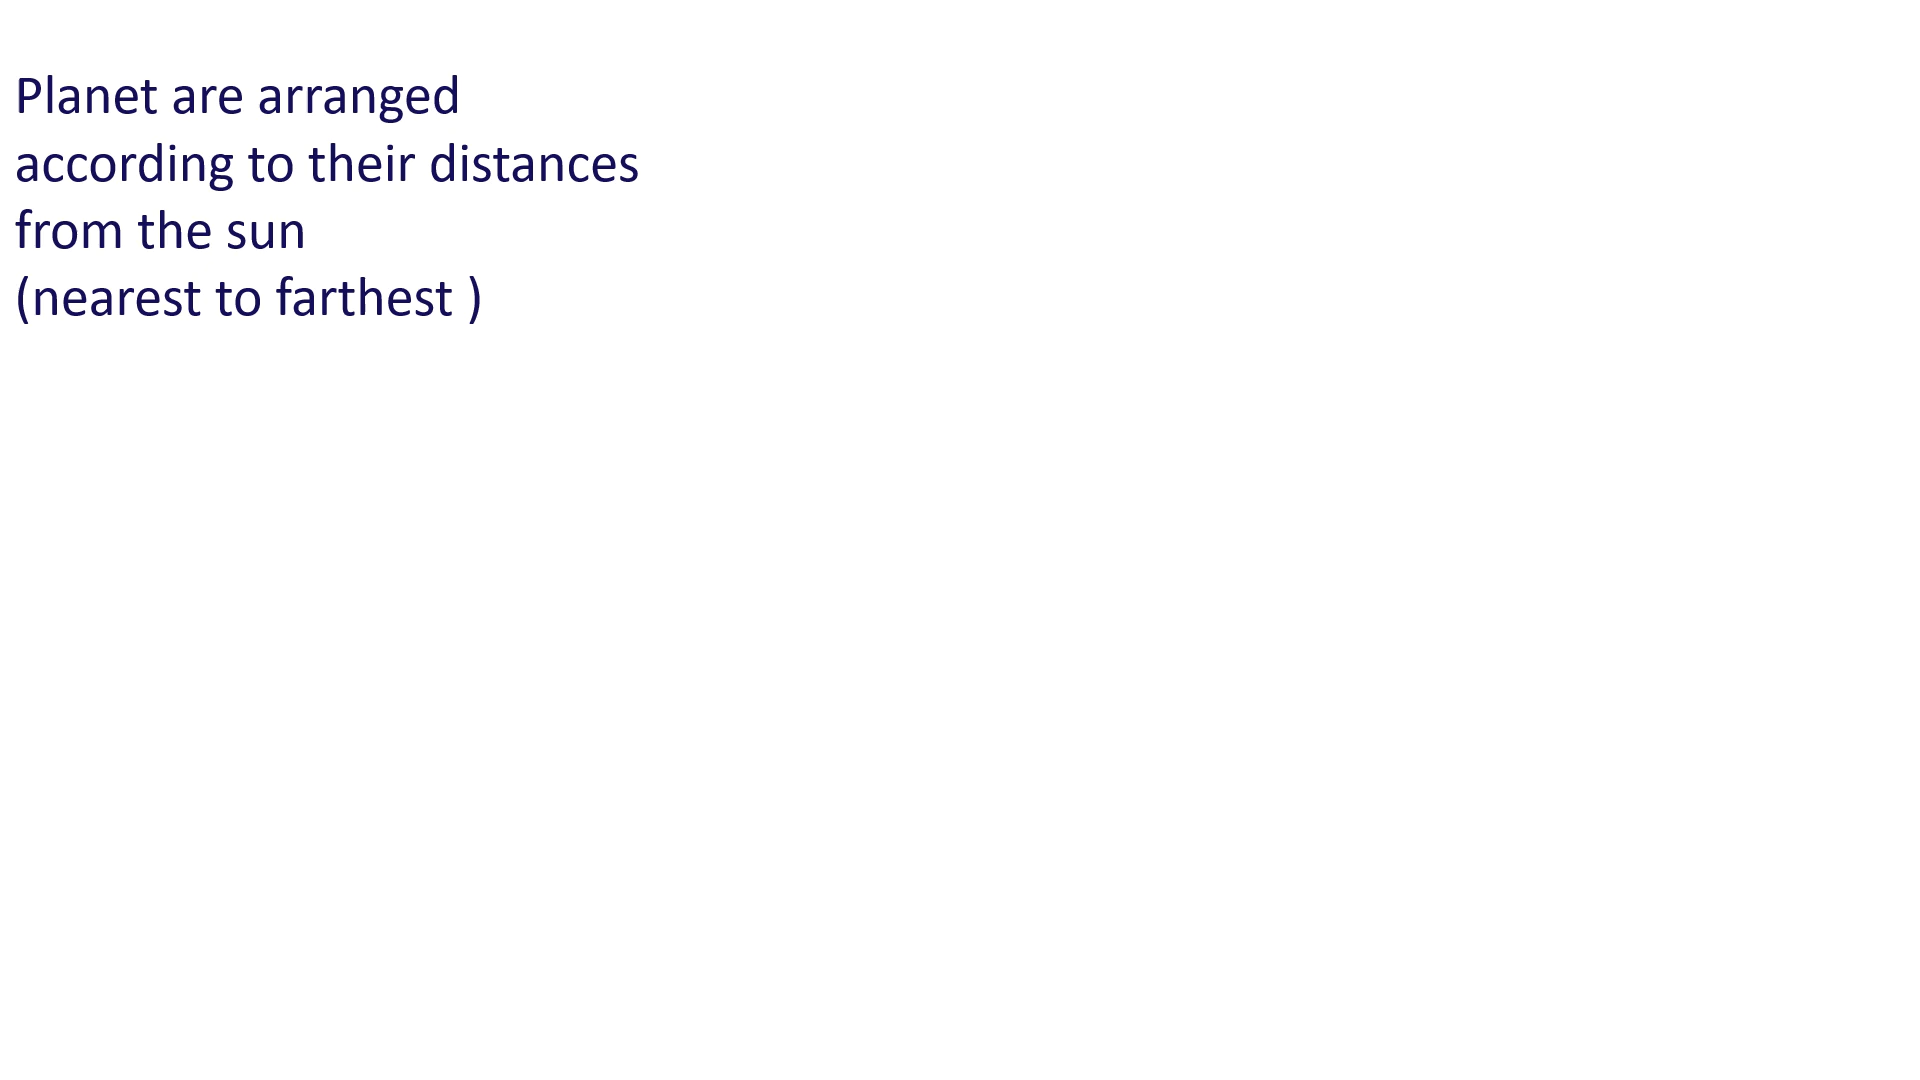 Planet are arranged
according to their distances
from the sun
(nearest to farthest )